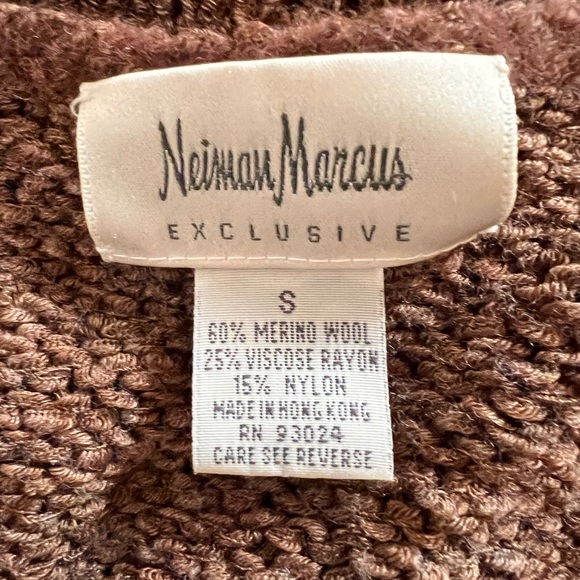 Neiman Marcus
EXCLUSIVE
S
60% MERINO WOOL
25% VISCOSE RAYON
15% NYLON
MADE IN HONG KONG
RN 93024
CARE SEE REVERSE